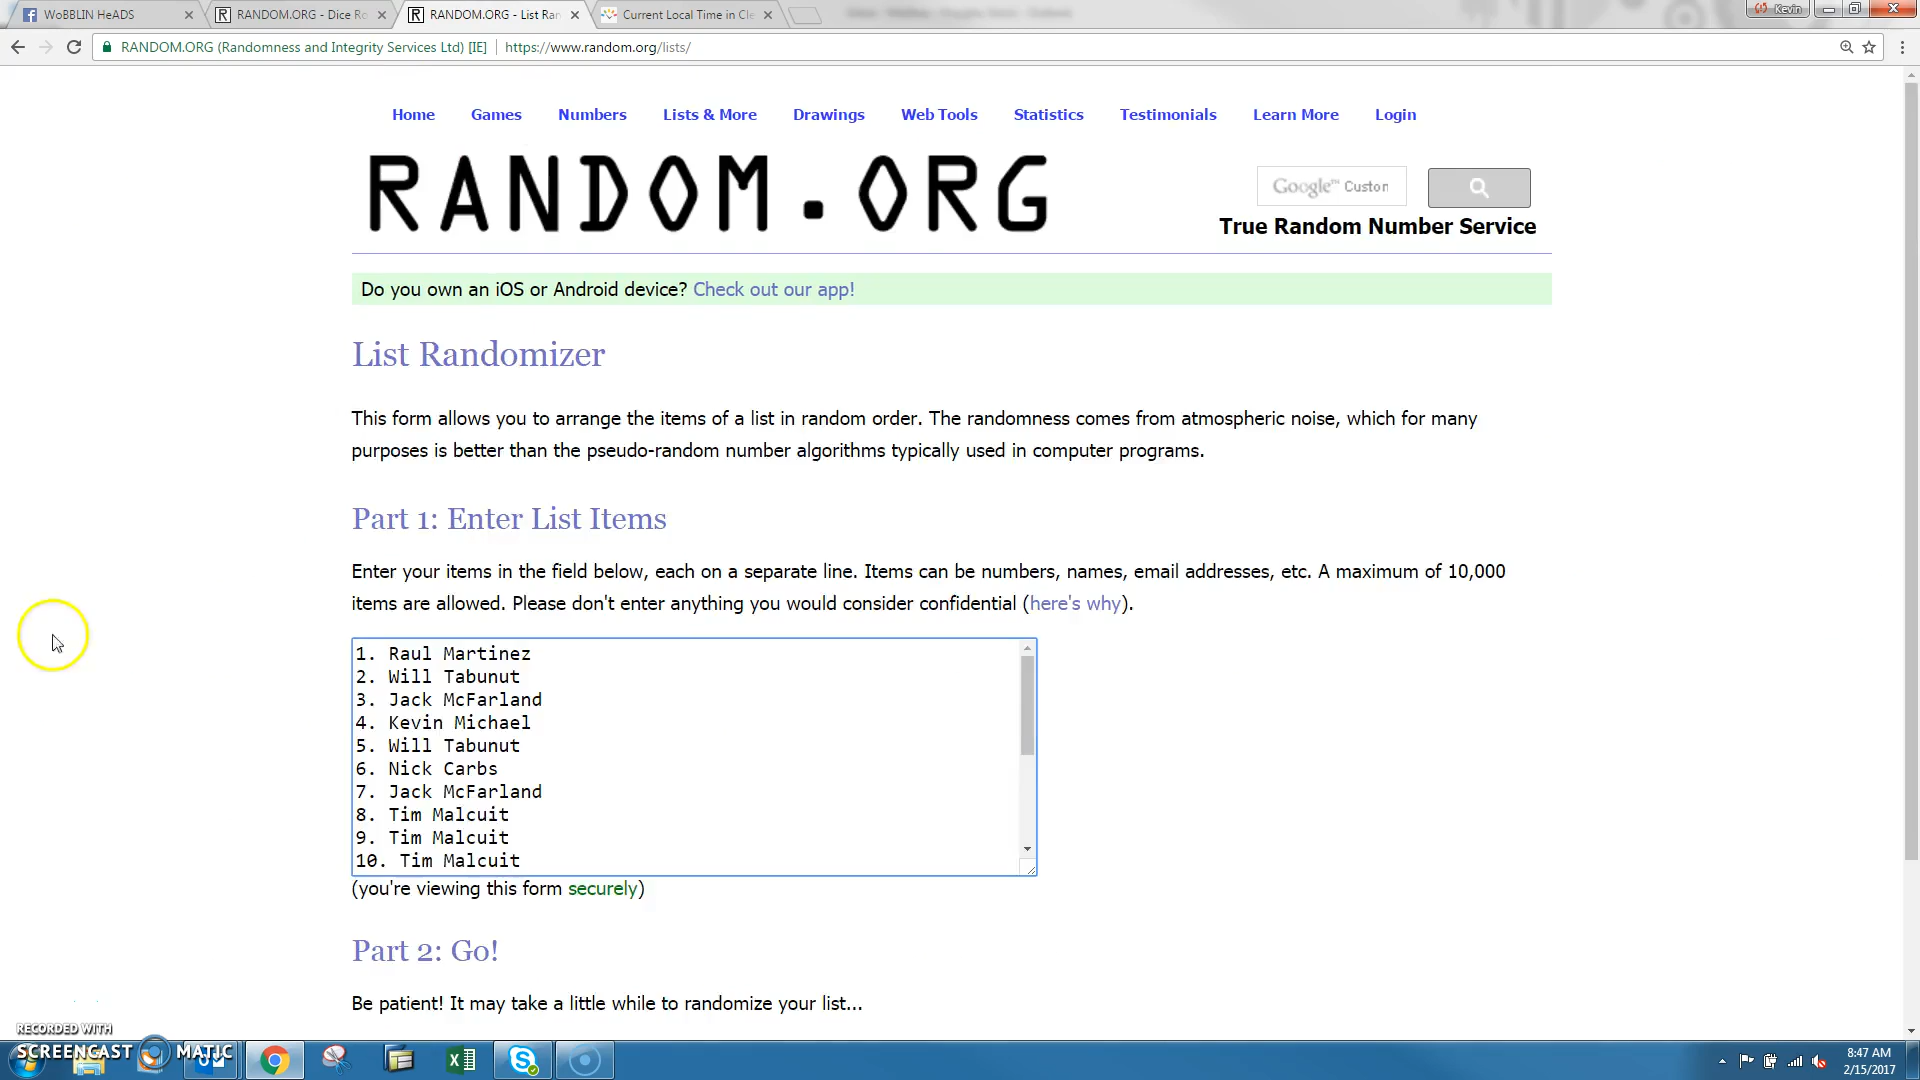 WoBBLIN HeADS
RANDOM.ORG - Dice Ro
RANDOM.ORG - List Ran
Current Local Time in Cle
Kevin
RANDOM.ORG (Randomness and Integrity Services Ltd) [IE]
https://www.random.org/lists/
Home Games Numbers Lists & More Drawings Web Tools Statistics Testimonials Learn More Login
RANDOM.ORG
Google™ Custom
True Random Number Service
Do you own an iOS or Android device? Check out our app!
List Randomizer
This form allows you to arrange the items of a list in random order. The randomness comes from atmospheric noise, which for many
purposes is better than the pseudo-random number algorithms typically used in computer programs.
Part 1: Enter List Items
Enter your items in the field below, each on a separate line. Items can be numbers, names, email addresses, etc. A maximum of 10,000
items are allowed. Please don't enter anything you would consider confidential (here's why).
1. Raul Martinez
2. Will Tabunut
3. Jack McFarland
4. Kevin Michael
5. Will Tabunut
6. Nick Carbs
7. Jack McFarland
8. Tim Malcuit
9. Tim Malcuit
10. Tim Malcuit
(you're viewing this form securely)
Part 2: Go!
Be patient! It may take a little while to randomize your list...
RECORDED WITH
SCREENCAST MATIC
8:47 AM
2/15/2017